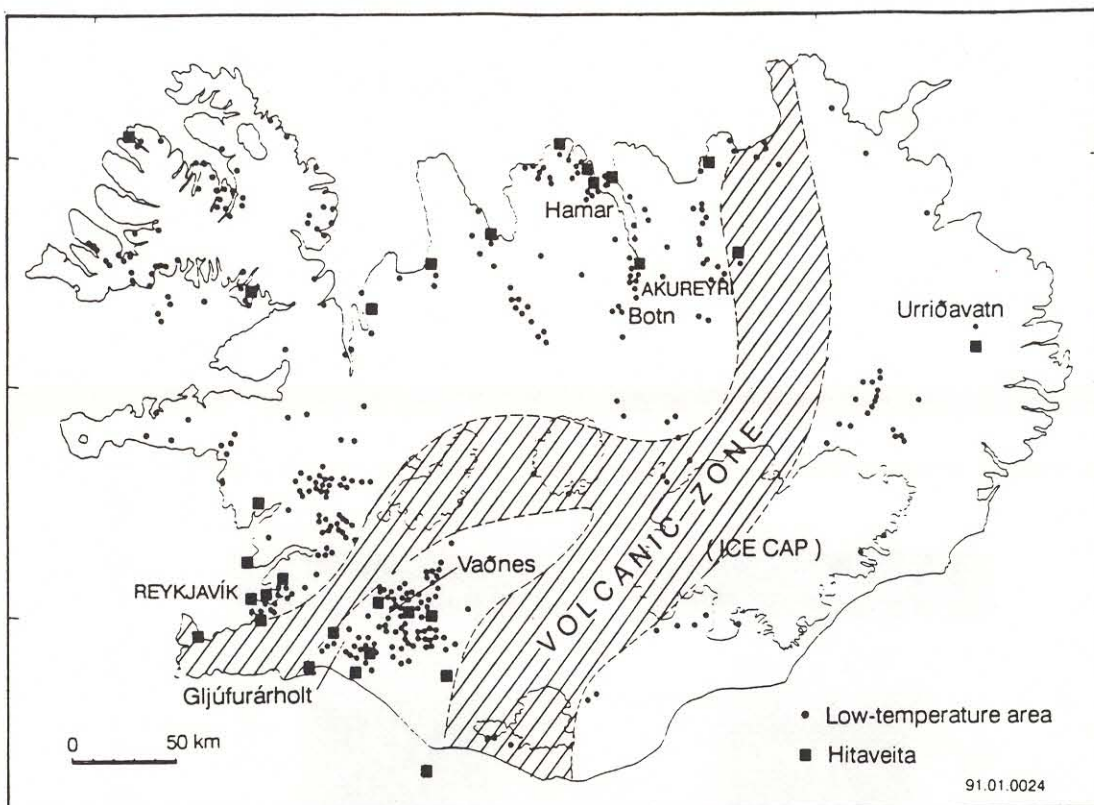 Hamar
AKUREYRI
Botn
Urriðavatn
VOLCANIC ZONE
( ICE CAP )
Vaðnes
REYKJAVÍK
Gljúfurárholt
0 50 km
• Low-temperature area
■ Hitaveita
91.01.0024